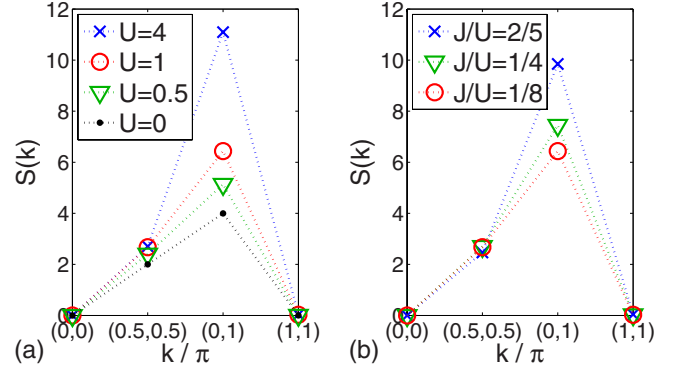 12
10
8
6
4
2
0
S(k)
U=4
U=1
U=0.5
U=0
(0,0) (0.5,0.5) (0,1) (1,1)
(a) k / π
12
10
8
6
4
2
0
S(k)
J/U=2/5
J/U=1/4
J/U=1/8
(0,0) (0.5,0.5) (0,1) (1,1)
(b) k / π